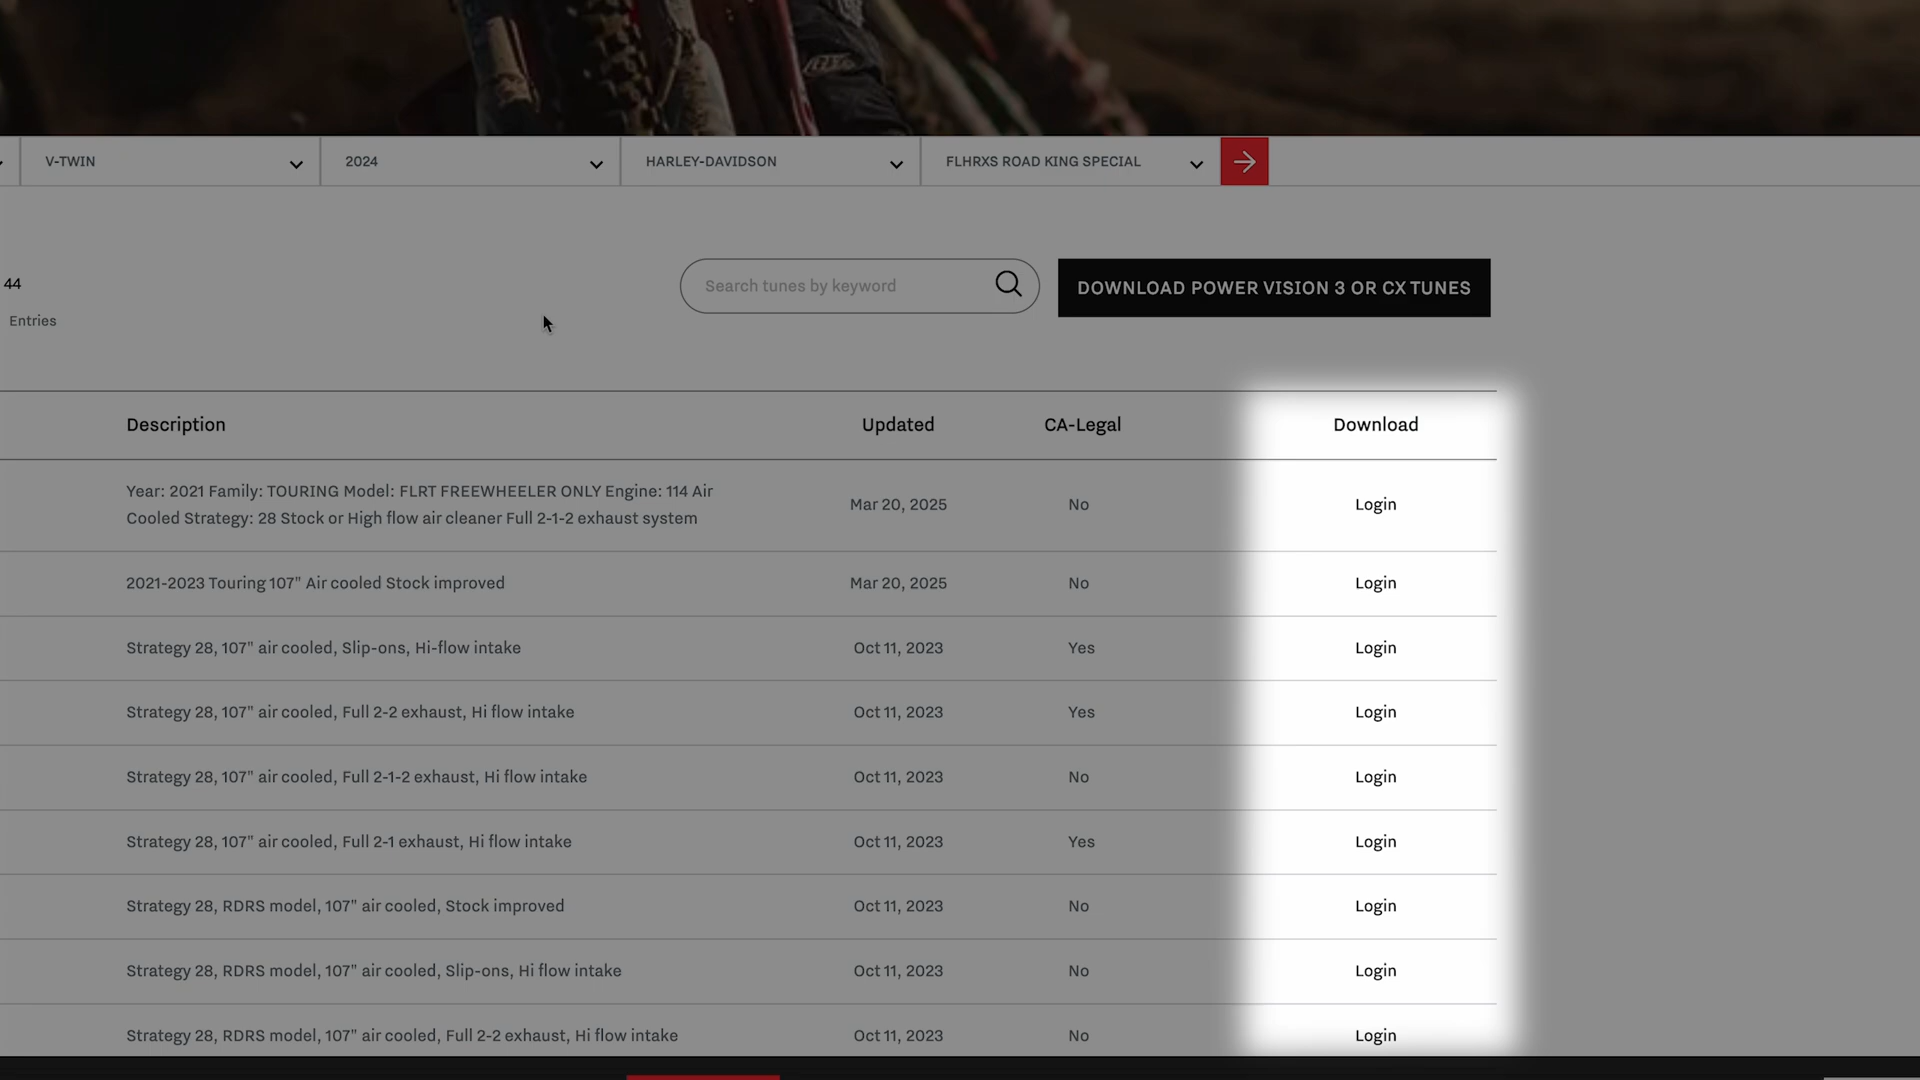 V-TWIN
2024
HARLEY-DAVIDSON
FLHRXS ROAD KING SPECIAL
44
Entries
Search tunes by keyword
DOWNLOAD POWER VISION 3 OR CX TUNES
Description Updated CA-Legal Download
Year: 2021 Family: TOURING Model: FLRT FREEWHEELER ONLY Engine: 114 Air
Cooled Strategy: 28 Stock or High flow air cleaner Full 2-1-2 exhaust system
Mar 20, 2025 No Login
2021-2023 Touring 107" Air cooled Stock improved Mar 20, 2025 No Login
Strategy 28, 107" air cooled, Slip-ons, Hi-flow intake Oct 11, 2023 Yes Login
Strategy 28, 107" air cooled, Full 2-2 exhaust, Hi flow intake Oct 11, 2023 Yes Login
Strategy 28, 107" air cooled, Full 2-1-2 exhaust, Hi flow intake Oct 11, 2023 No Login
Strategy 28, 107" air cooled, Full 2-1 exhaust, Hi flow intake Oct 11, 2023 Yes Login
Strategy 28, RDRS model, 107" air cooled, Stock improved Oct 11, 2023 No Login
Strategy 28, RDRS model, 107" air cooled, Slip-ons, Hi flow intake Oct 11, 2023 No Login
Strategy 28, RDRS model, 107" air cooled, Full 2-2 exhaust, Hi flow intake Oct 11, 2023 No Login